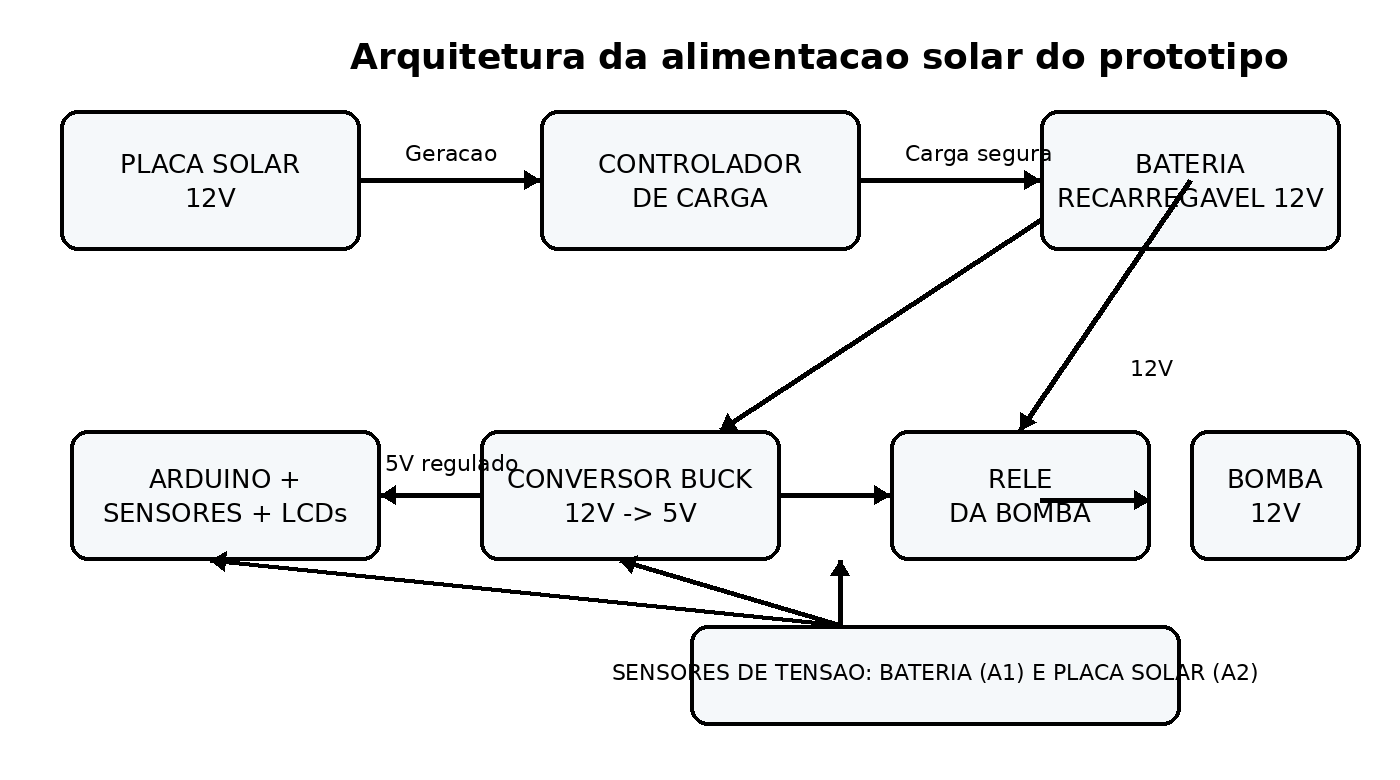 Arquitetura da alimentacao solar do prototipo
PLACA SOLAR
12V
Geracao
CONTROLADOR
DE CARGA
Carga segura
BATERIA
RECARREGAVEL 12V
12V
ARDUINO +
SENSORES + LCDs
5V regulado
CONVERSOR BUCK
12V -> 5V
RELE
DA BOMBA
BOMBA
12V
SENSORES DE TENSAO: BATERIA (A1) E PLACA SOLAR (A2)